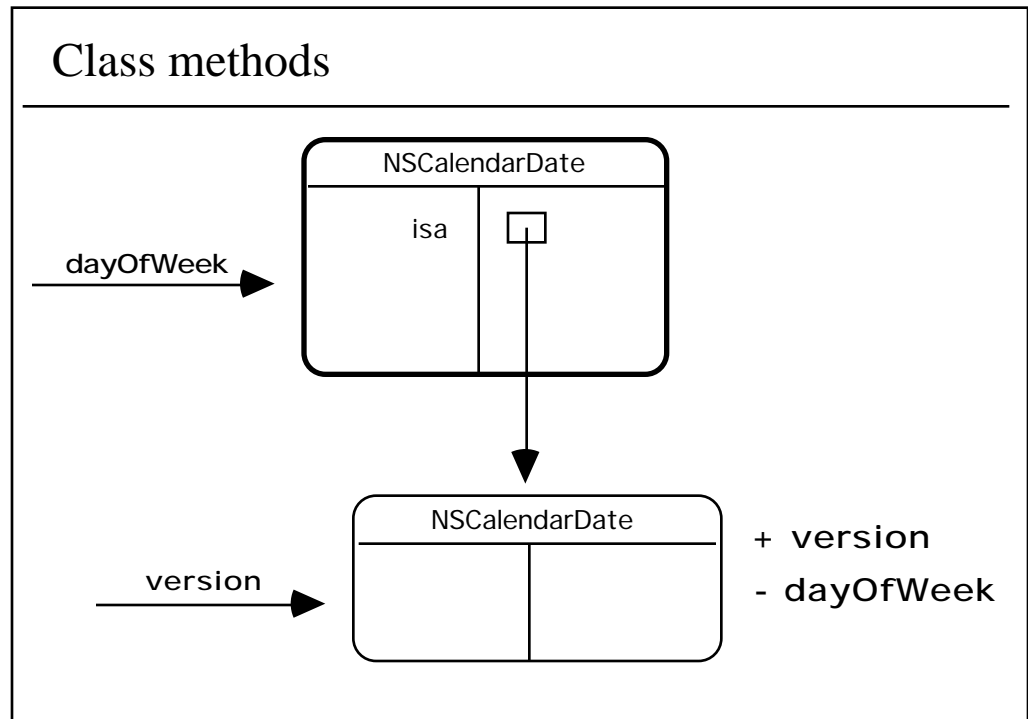 Class methods
NSCalendarDate
isa
dayOfWeek
NSCalendarDate
+ version
version
- dayOfWeek